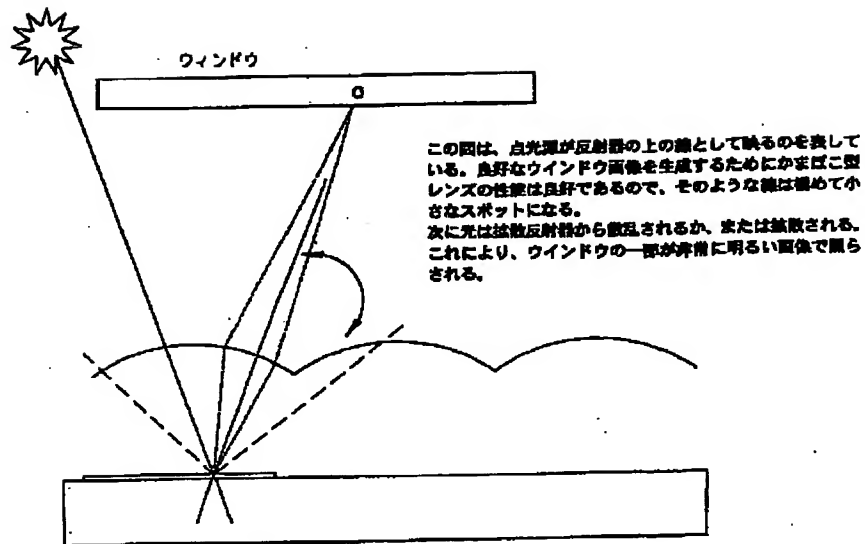 ウィンドウ
この図は、点光源が反射器の上の線として映るのを表して
いる。良好なウインドウ画像を生成するためにかまぼこ型
レンズの性能は良好であるので、そのような線は極めて小
さなスポットになる。
次に光は拡散反射器から散乱されるか、または拡散される。
これにより、ウインドウの一部が非常に明るい画像で照ら
される。